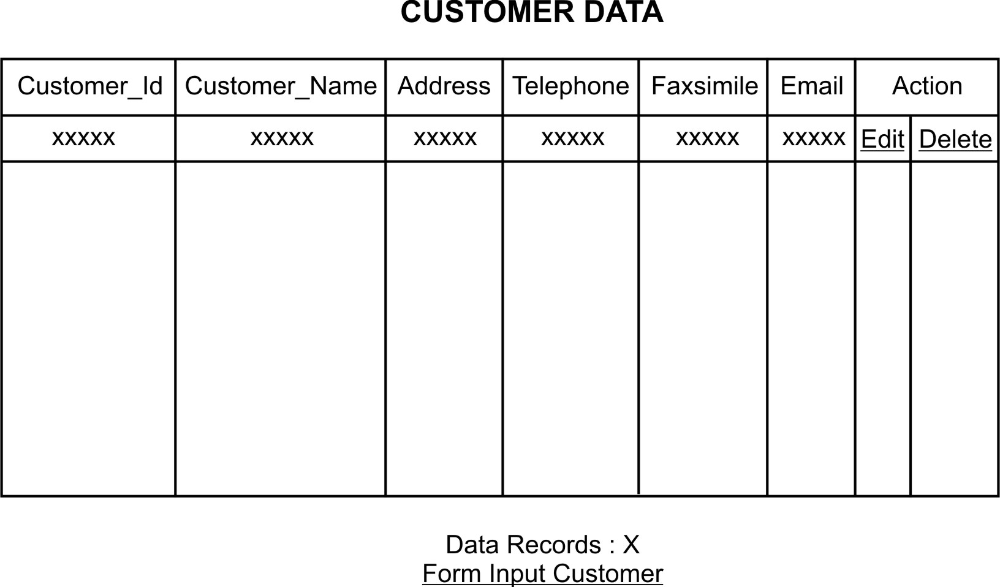 CUSTOMER DATA
Customer_Id Customer_Name Address Telephone Faxsimile Email Action
xxxxx xxxxx xxxxx xxxxx xxxxx xxxxx Edit Delete
Data Records : X
Form Input Customer